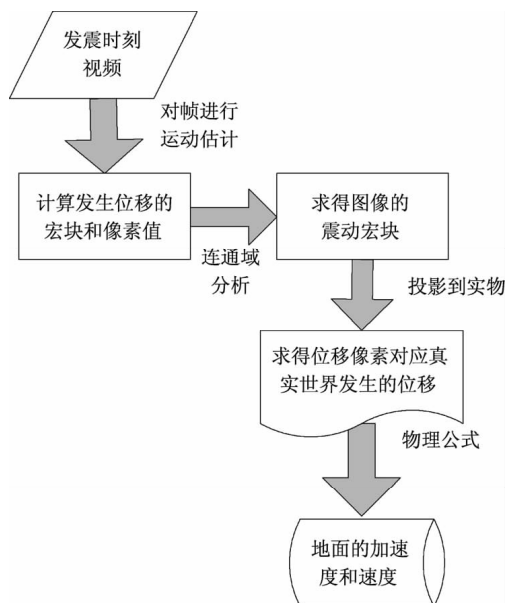 发震时刻
视频
对帧进行
运动估计
计算发生位移的
宏块和像素值
连通域
分析
求得图像的
震动宏块
投影到实物
求得位移像素对应真
实世界发生的位移
物理公式
地面的加速
度和速度